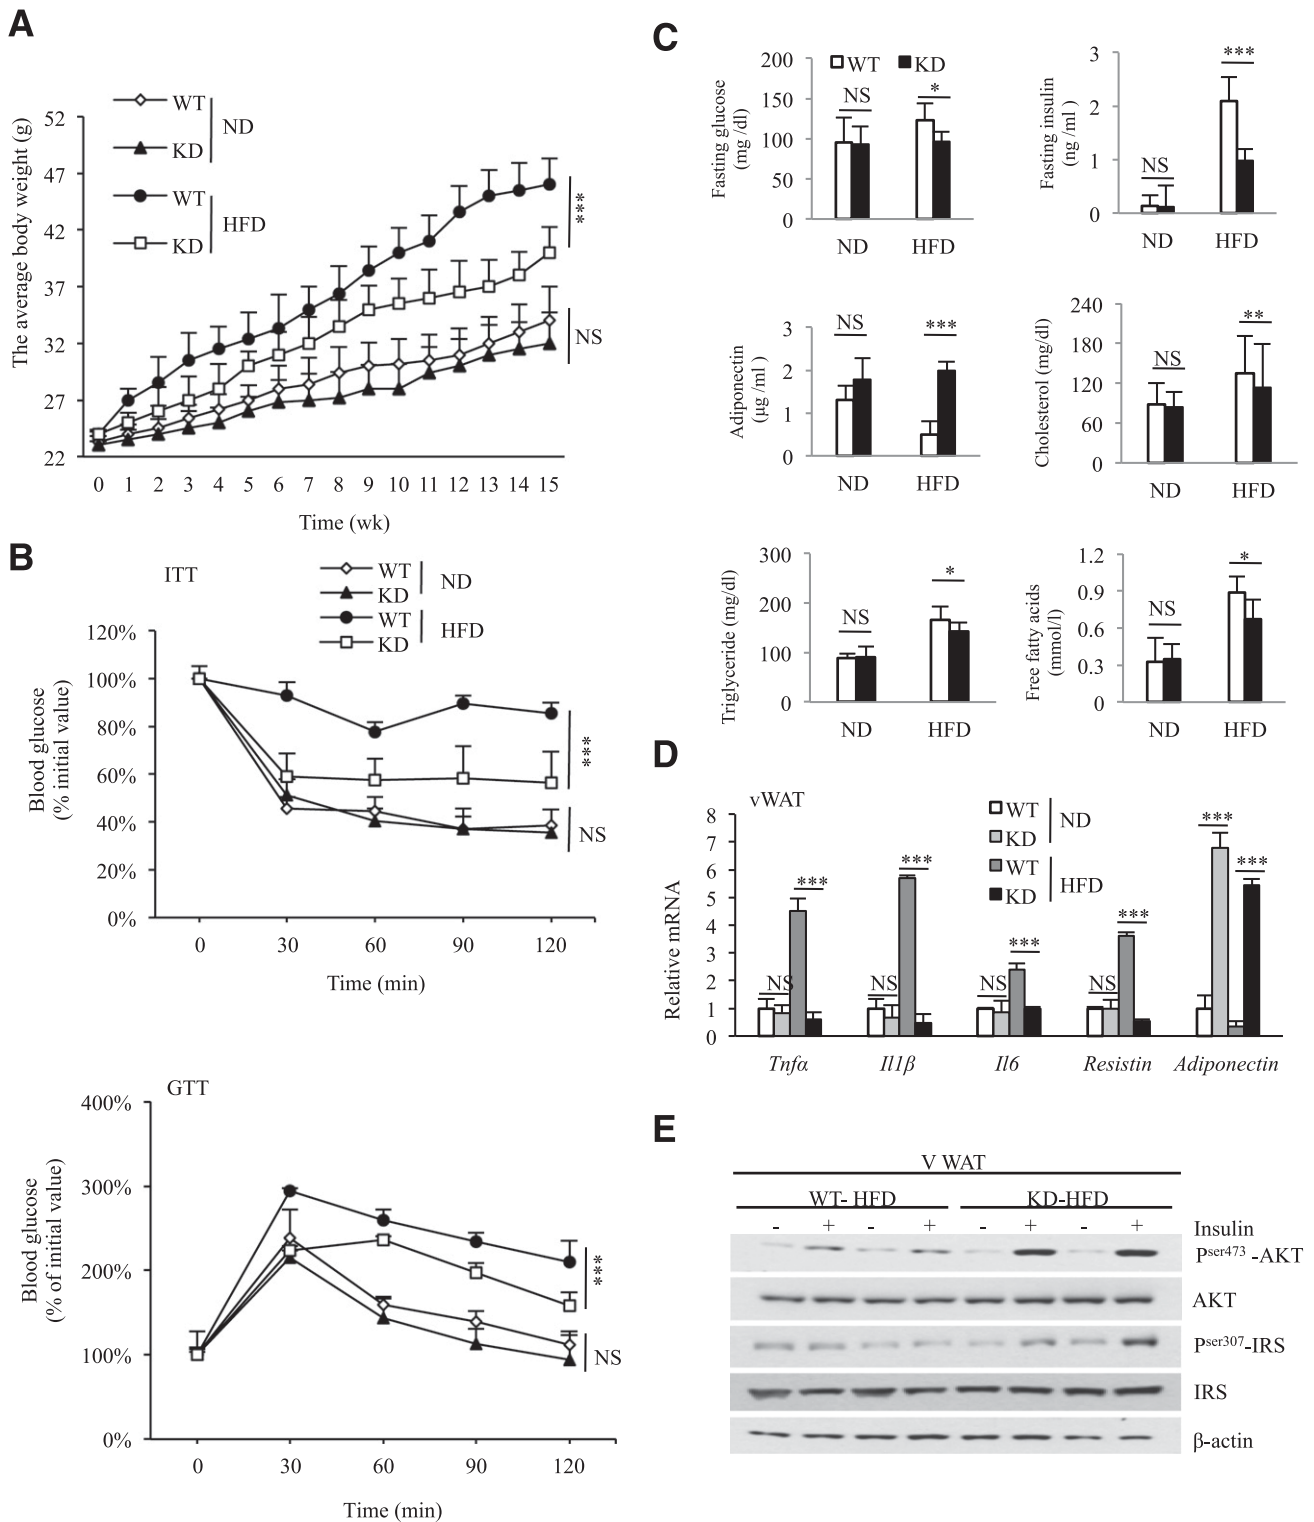 A
WT
KD
ND
WT
KD
HFD
The average body weight (g)
52
47
42
37
32
27
22
***
NS
0 1 2 3 4 5 6 7 8 9 10 11 12 13 14 15
Time (wk)
B
ITT
WT
KD
ND
WT
KD
HFD
Blood glucose
(% initial value)
120%
100%
80%
60%
40%
20%
0%
***
NS
0 30 60 90 120
Time (min)
GTT
Blood glucose
(% of initial value)
400%
300%
200%
100%
0%
***
NS
0 30 60 90 120
Time (min)
C
WT KD
Fasting glucose
(mg /dl)
200
150
100
50
0
NS
*
ND HFD
Fasting insulin
(ng /ml )
3
2
1
0
NS
***
ND HFD
Adiponectin
(µg /ml )
3
2
1
0
NS
***
ND HFD
Cholesterol (mg/dl)
240
180
120
60
0
NS
**
ND HFD
Triglyceride (mg/dl)
300
200
100
0
NS
*
ND HFD
Free fatty acids
(mmol/l)
1.2
0.9
0.6
0.3
0
NS
*
ND HFD
D
vWAT
WT
KD
ND
WT
KD
HFD
Relative mRNA
8
7
6
5
4
3
2
1
0
NS
***
NS
***
NS
***
NS
***
***
***
Tnfα Il1β Il6 Resistin Adiponectin
E
V WAT
WT- HFD KD-HFD
- + - + - + - + Insulin
Pser473 -AKT
AKT
Pser307-IRS
IRS
β-actin